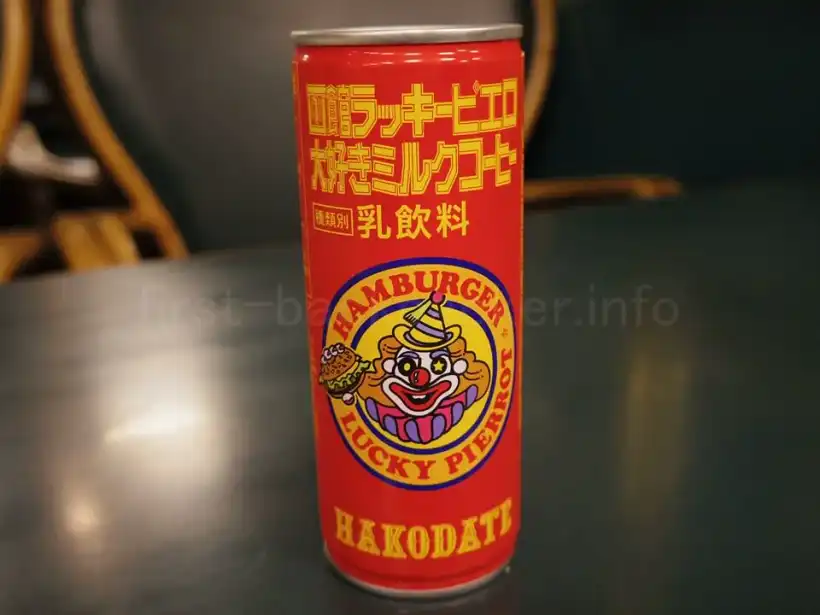 函館ラッキーピエロ
大好きミルクコーヒー
種類別 乳飲料
HAMBURGER
LUCKY PIERROT
HAKODATE